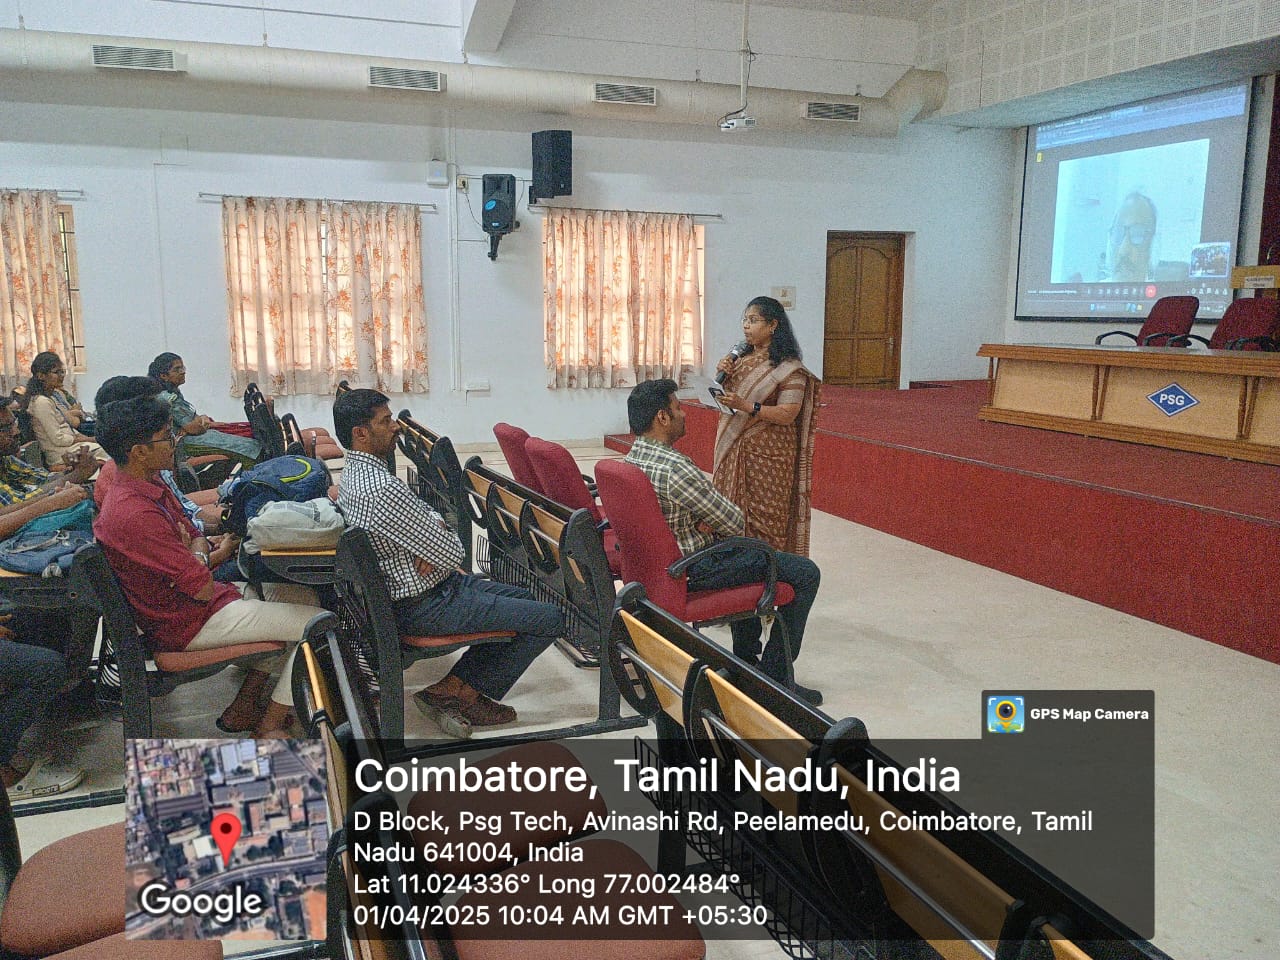 PSG
GPS Map Camera
Coimbatore, Tamil Nadu, India
D Block, Psg Tech, Avinashi Rd, Peelamedu, Coimbatore, Tamil
Nadu 641004, India
Lat 11.024336° Long 77.002484°
01/04/2025 10:04 AM GMT +05:30
Google